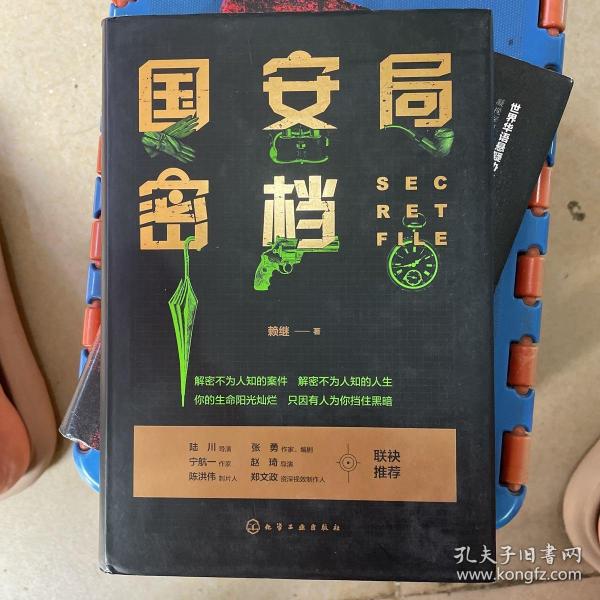 国安局
密档
SEC
RET
FILE
赖继 — 著
解密不为人知的案件 解密不为人知的人生
你的生命阳光灿烂 只因有人为你挡住黑暗
陆川 导演 张勇 作家、编剧
宁航一 作家 赵琦 导演
陈洪伟 制片人 郑文政 资深视效制作人
联袂
推荐
化学工业出版社
世界华语悬疑
孔夫子旧书网
www.kongfz.com